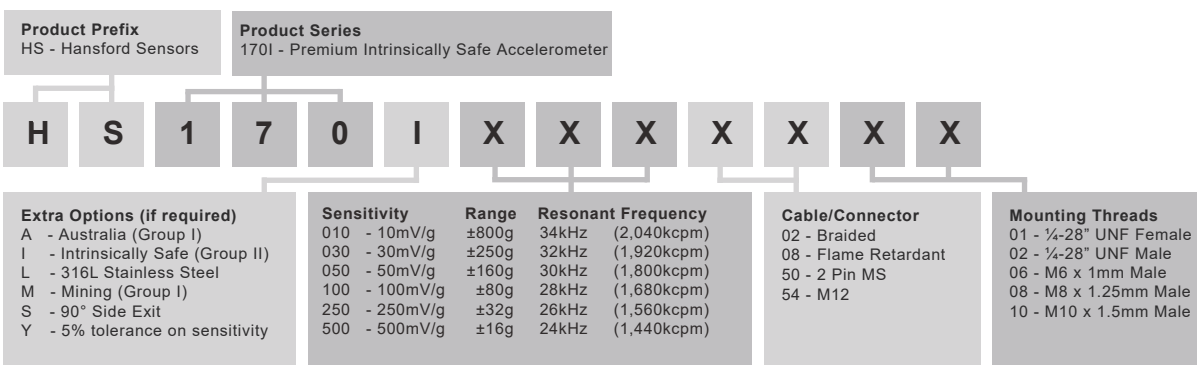 Product Prefix
HS - Hansford Sensors
Product Series
170I - Premium Intrinsically Safe Accelerometer
H S 1 7 0 I X X X X X X X
Extra Options (if required)
A - Australia (Group I)
I - Intrinsically Safe (Group II)
L - 316L Stainless Steel
M - Mining (Group I)
S - 90° Side Exit
Y - 5% tolerance on sensitivity
Sensitivity Range Resonant Frequency
010 - 10mV/g ±800g 34kHz (2,040kcpm)
030 - 30mV/g ±250g 32kHz (1,920kcpm)
050 - 50mV/g ±160g 30kHz (1,800kcpm)
100 - 100mV/g ±80g 28kHz (1,680kcpm)
250 - 250mV/g ±32g 26kHz (1,560kcpm)
500 - 500mV/g ±16g 24kHz (1,440kcpm)
Cable/Connector
02 - Braided
08 - Flame Retardant
50 - 2 Pin MS
54 - M12
Mounting Threads
01 - ¼-28” UNF Female
02 - ¼-28” UNF Male
06 - M6 x 1mm Male
08 - M8 x 1.25mm Male
10 - M10 x 1.5mm Male